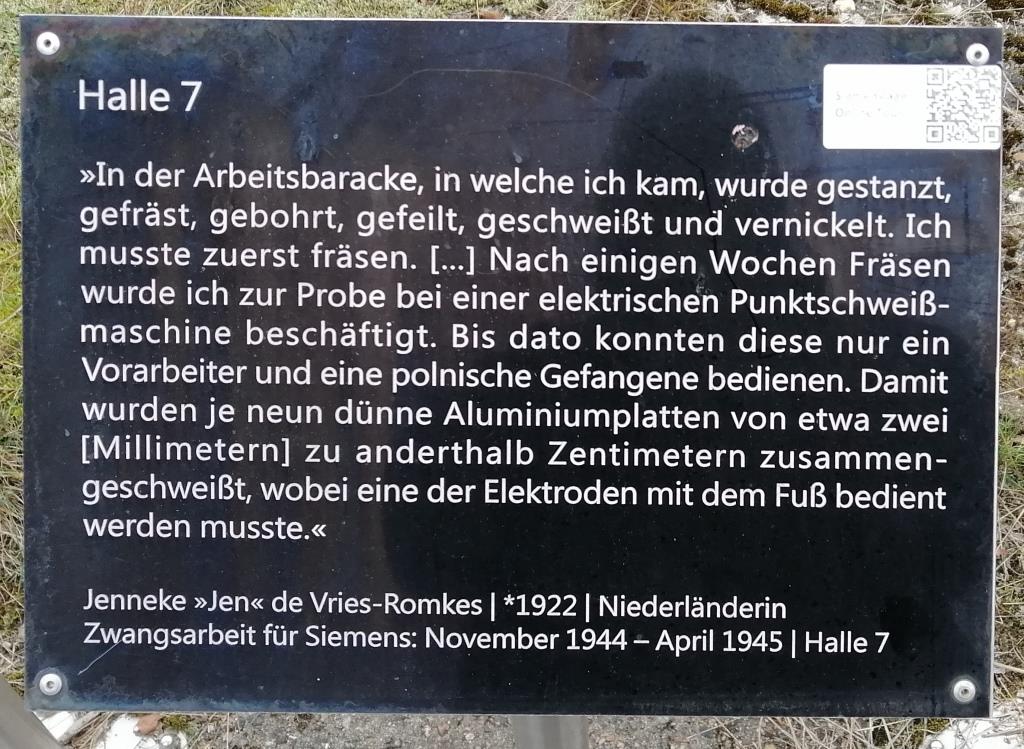 Halle 7
»In der Arbeitsbaracke, in welche ich kam, wurde gestanzt,
gefräst, gebohrt, gefeilt, geschweißt und vernickelt. Ich
musste zuerst fräsen. [...] Nach einigen Wochen Fräsen
wurde ich zur Probe bei einer elektrischen Punktschweiß-
maschine beschäftigt. Bis dato konnten diese nur ein
Vorarbeiter und eine polnische Gefangene bedienen. Damit
wurden je neun dünne Aluminiumplatten von etwa zwei
[Millimetern] zu anderthalb Zentimetern zusammen-
geschweißt, wobei eine der Elektroden mit dem Fuß bedient
werden musste.«
Jenneke »Jen« de Vries-Romkes | *1922 | Niederländerin
Zwangsarbeit für Siemens: November 1944 – April 1945 | Halle 7